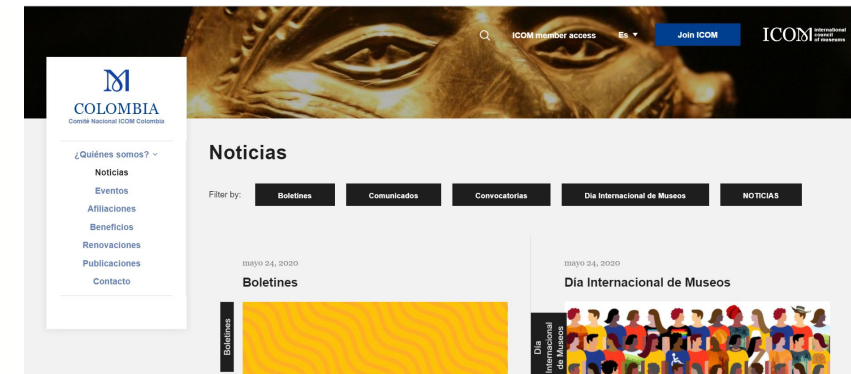 ICOM member access
Es
Join ICOM
ICOM international
council
of museums
COLOMBIA
Comité Nacional ICOM Colombia
¿Quiénes somos?
Noticias
Eventos
Afiliaciones
Beneficios
Renovaciones
Publicaciones
Contacto
Noticias
Filter by:
Boletines
Comunicados
Convocatorias
Día Internacional de Museos
NOTICIAS
mayo 24, 2020
Boletines
Boletines
mayo 24, 2020
Día Internacional de Museos
Día
Internacional
de Museos